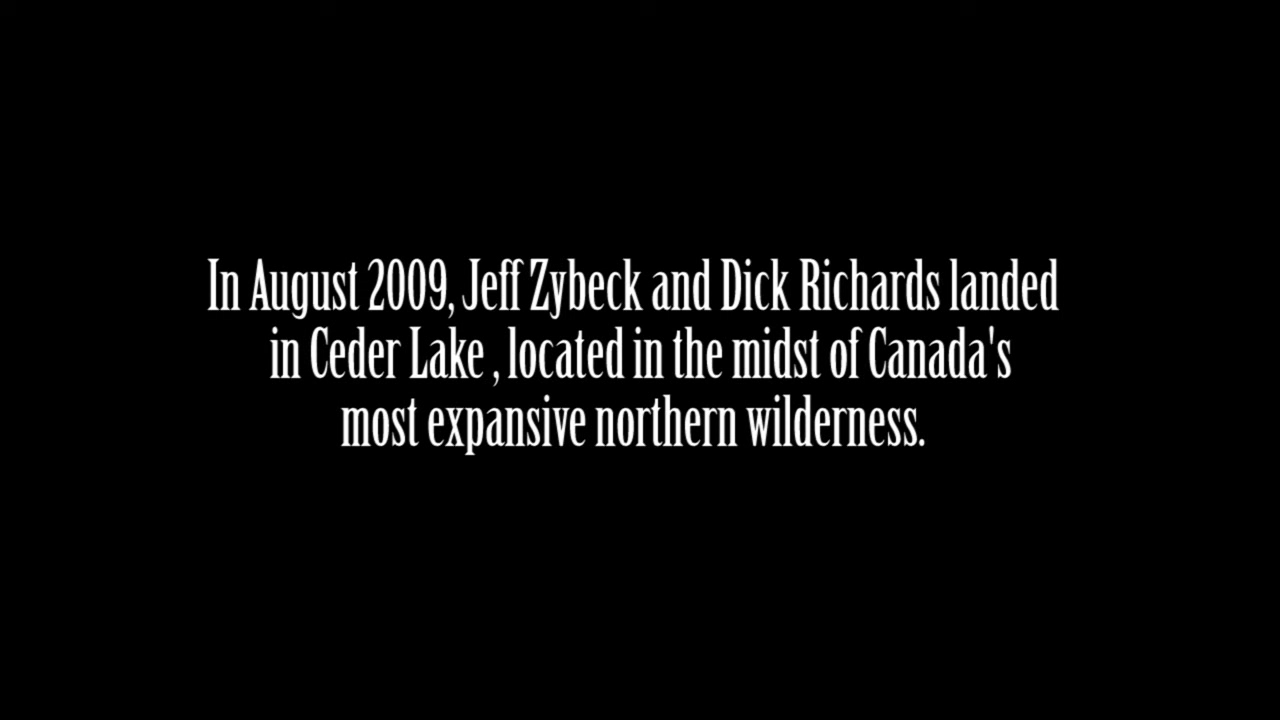 In August 2009, Jeff Zybeck and Dick Richards landed
in Ceder Lake , located in the midst of Canada's
most expansive northern wilderness.